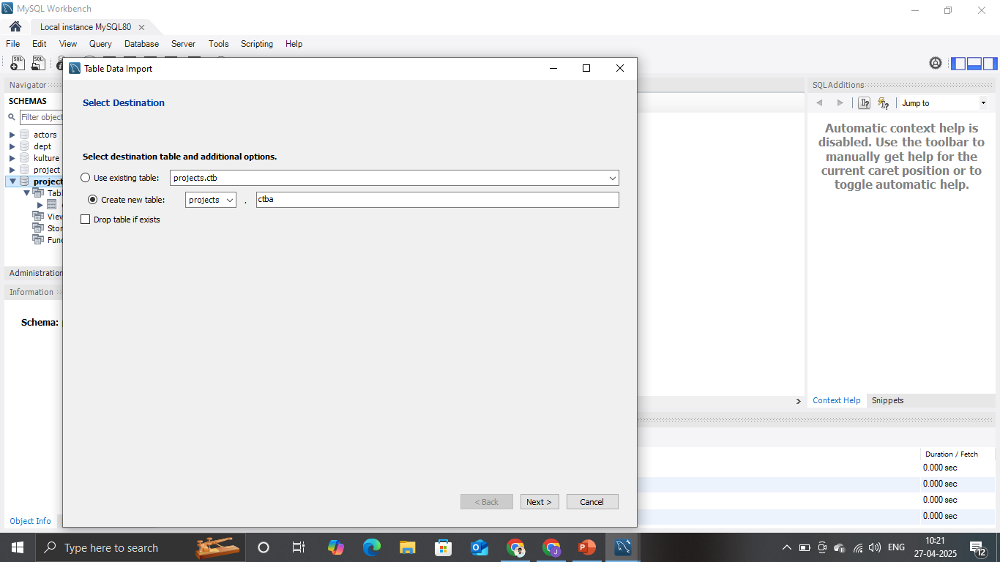 MySQL Workbench
Local instance MySQL80
File Edit View Query Database Server Tools Scripting Help
Table Data Import
Navigator
SCHEMAS
Filter object
actors
dept
kulture
project
project
Tabl
View
Stor
Func
Administration
Information
Schema:
Object Info
Select Destination
Select destination table and additional options.
Use existing table: projects.ctb
Create new table: projects . ctba
Drop table if exists
< Back Next > Cancel
SQLAdditions
Jump to
Automatic context help is
disabled. Use the toolbar to
manually get help for the
current caret position or to
toggle automatic help.
Context Help Snippets
Duration / Fetch
0.000 sec
0.000 sec
0.000 sec
0.000 sec
Type here to search
ENG
10:21
27-04-2025
12